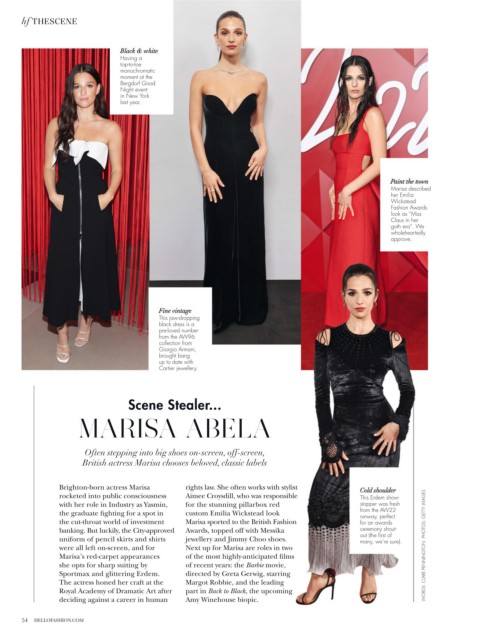 hf THESCENE
Black & white
Having a
top-to-toe
monochromatic
moment at the
Bergdorf Good
Night event
in New York
last year.
Paint the town
Marisa described
her Emilia
Wickstead
Fashion Awards
look as "Miss
Claus in her
goth era". We
wholeheartedly
approve.
Fine vintage
This jaw-dropping
black dress is a
pre-loved number
from the AW96
collection from
Giorgio Armani,
brought bang
up to date with
Cartier jewellery.
Scene Stealer...
MARISA ABELA
Often stepping into big shoes on-screen, off-screen,
British actress Marisa chooses beloved, classic labels
Brighton-born actress Marisa
rocketed into public consciousness
with her role in Industry as Yasmin,
the graduate fighting for a spot in
the cut-throat world of investment
banking. But luckily, the City-approved
uniform of pencil skirts and shirts
were all left on-screen, and for
Marisa's red-carpet appearances
she opts for sharp suiting by
Sportmax and glittering Erdem.
The actress honed her craft at the
Royal Academy of Dramatic Art after
deciding against a career in human
rights law. She often works with stylist
Aimee Croysdill, who was responsible
for the stunning pillarbox red
custom Emilia Wickstead look
Marisa sported to the British Fashion
Awards, topped off with Messika
jewellery and Jimmy Choo shoes.
Next up for Marisa are roles in two
of the most highly-anticipated films
of recent years: the Barbie movie,
directed by Greta Gerwig, starring
Margot Robbie, and the leading
part in Back to Black, the upcoming
Amy Winehouse biopic.
Cold shoulder
This Erdem show-
stopper was fresh
from the AW22
runway, perfect
for an awards
ceremony shout
out (the first of
many, we're sure).
WORDS: CLARE PENNINGTON. PHOTOS: GETTY IMAGES
54 HELLOFASHION.COM